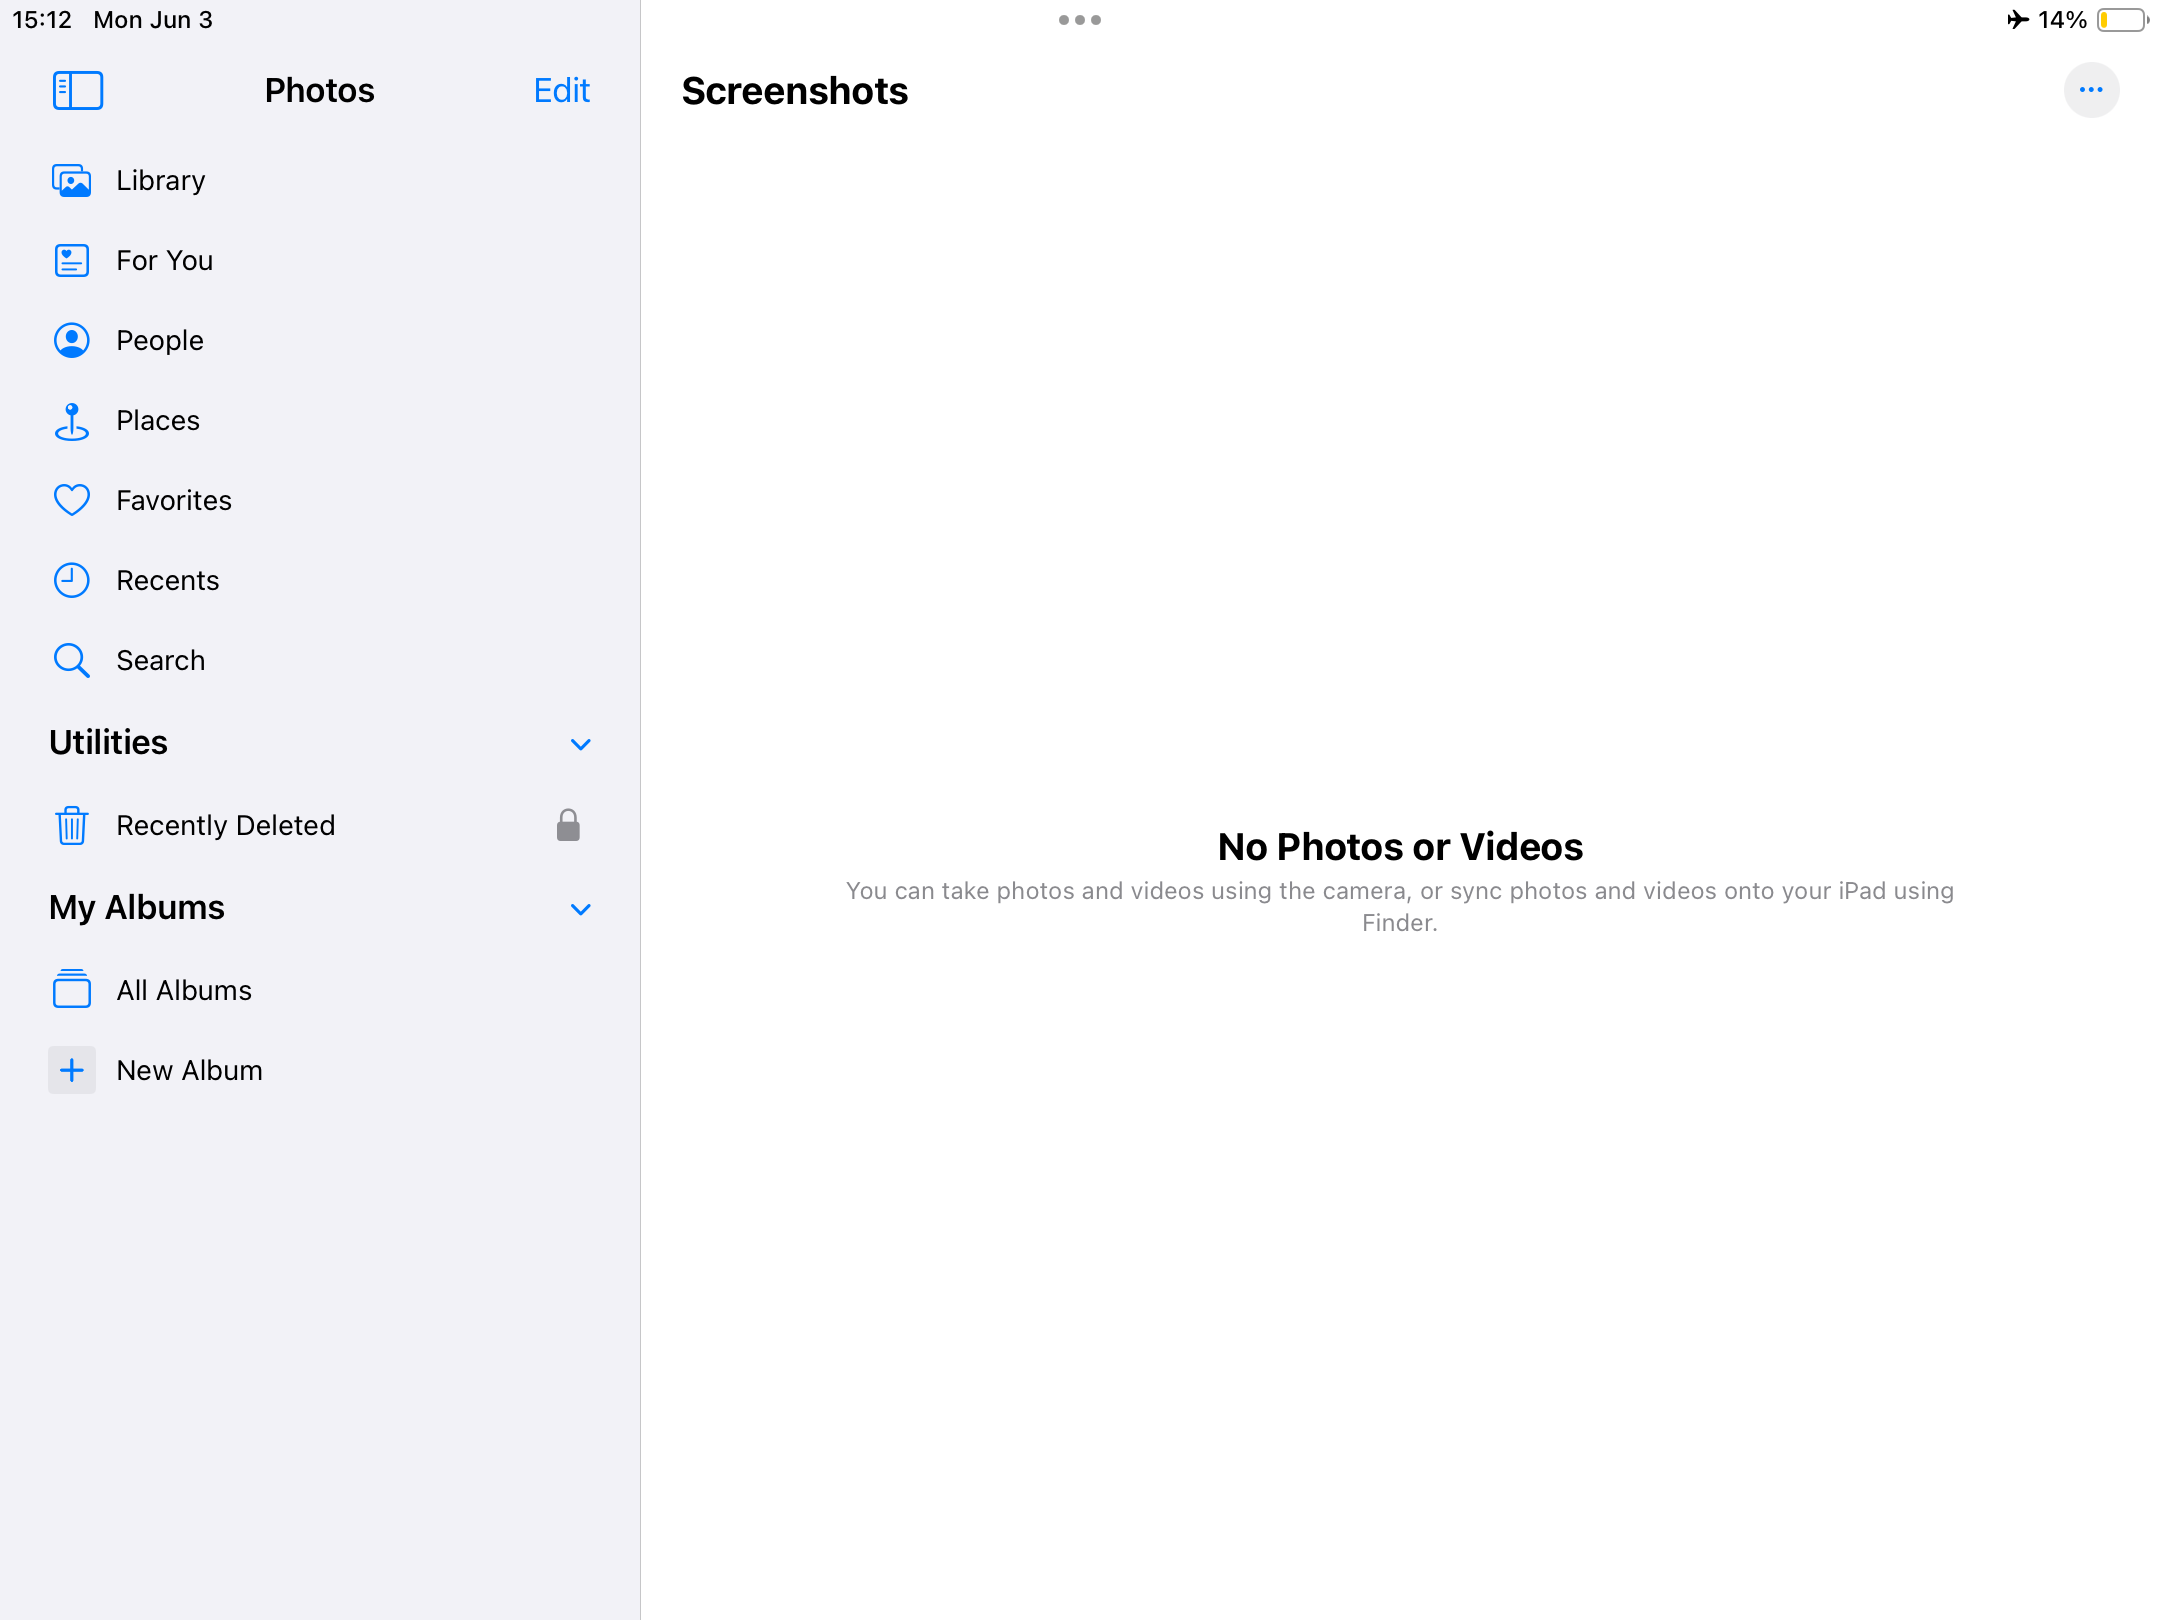 15:12 Mon Jun 3
14%
Photos
Edit
Library
For You
People
Places
Favorites
Recents
Search
Utilities
Recently Deleted
My Albums
All Albums
New Album
Screenshots
No Photos or Videos
You can take photos and videos using the camera, or sync photos and videos onto your iPad using
Finder.